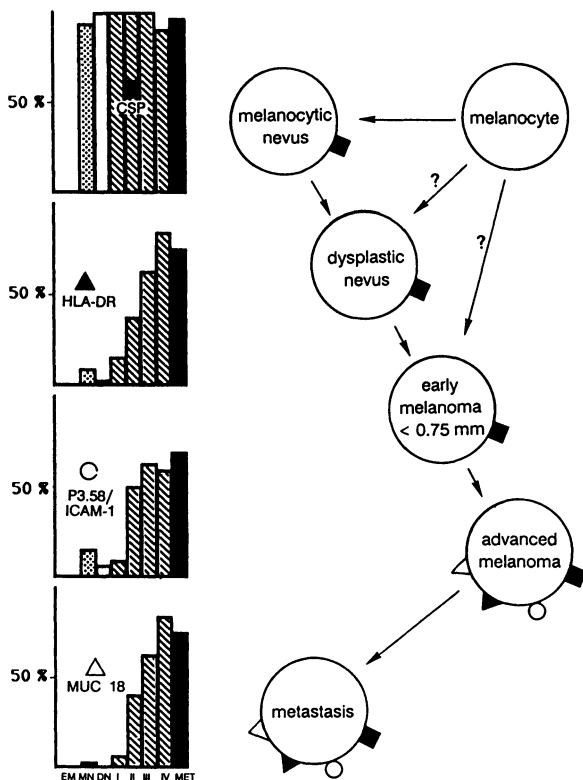 50 %
CSP
50 %
HLA-DR
50 %
P3.58/
ICAM-1
50 %
MUC 18
EM MN DN I II III IV MET
melanocytic
nevus
melanocyte
?
?
dysplastic
nevus
early
melanoma
< 0.75 mm
advanced
melanoma
metastasis